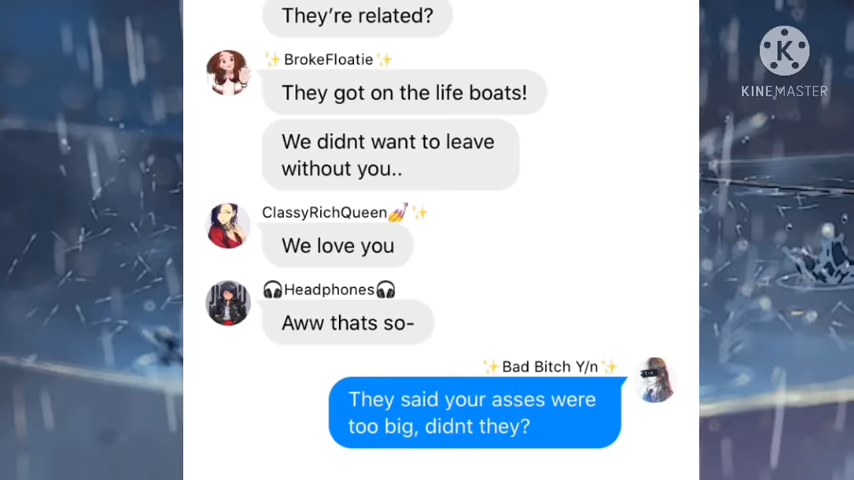 They're related?
✨BrokeFloatie✨
They got on the life boats!
We didnt want to leave
without you..
ClassyRichQueen💅✨
We love you
🎧Headphones🎧
Aww thats so-
✨Bad Bitch Y/n✨
They said your asses were
too big, didnt they?
K
KINEMASTER